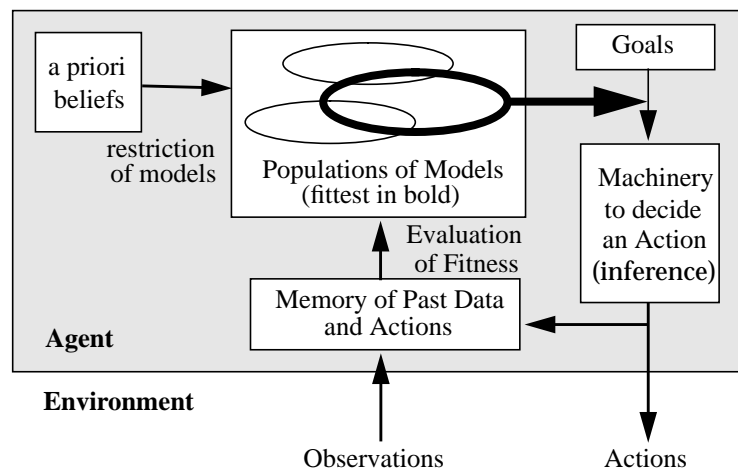 a priori
beliefs
restriction
of models
Populations of Models
(fittest in bold)
Goals
Machinery
to decide
an Action
(inference)
Evaluation
of Fitness
Memory of Past Data
and Actions
Agent
Environment
Observations
Actions